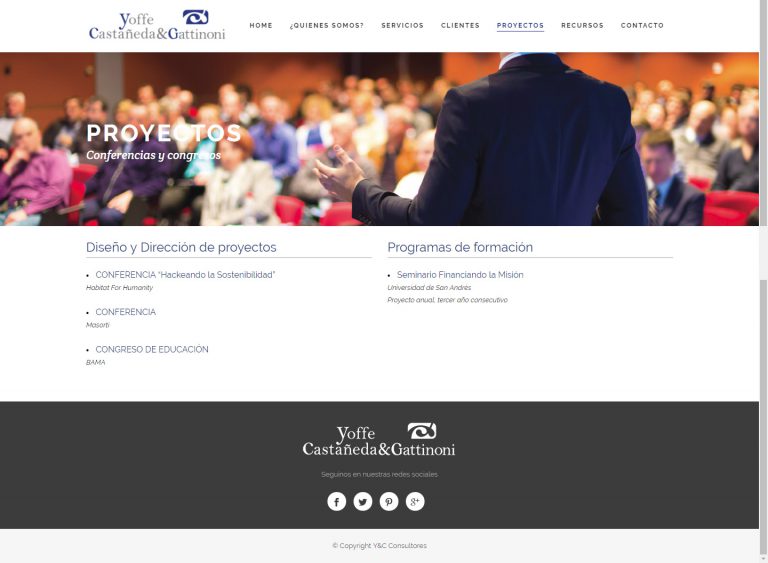 Yoffe
Castañeda&Gattinoni
HOME ¿QUIENES SOMOS? SERVICIOS CLIENTES PROYECTOS RECURSOS CONTACTO
PROYECTOS
Conferencias y congresos
Diseño y Dirección de proyectos
CONFERENCIA “Hackeando la Sostenibilidad”
Habitat For Humanity
CONFERENCIA
Masorti
CONGRESO DE EDUCACIÓN
BAMA
Programas de formación
Seminario Financiando la Misión
Universidad de San Andrés
Proyecto anual, tercer año consecutivo
Yoffe
Castañeda&Gattinoni
Seguinos en nuestras redes sociales
© Copyright Y&C Consultores